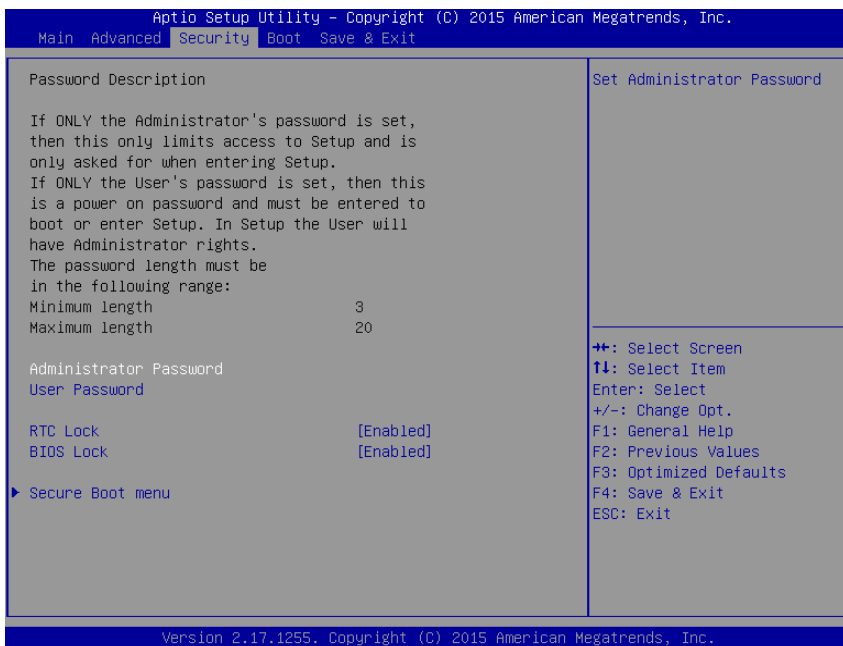 Aptio Setup Utility – Copyright (C) 2015 American Megatrends, Inc.
Main Advanced Security Boot Save & Exit
Password Description
If ONLY the Administrator's password is set,
then this only limits access to Setup and is
only asked for when entering Setup.
If ONLY the User's password is set, then this
is a power on password and must be entered to
boot or enter Setup. In Setup the User will
have Administrator rights.
The password length must be
in the following range:
Minimum length 3
Maximum length 20
Administrator Password
User Password
RTC Lock [Enabled]
BIOS Lock [Enabled]
▶ Secure Boot menu
Set Administrator Password
→←: Select Screen
↑↓: Select Item
Enter: Select
+/-: Change Opt.
F1: General Help
F2: Previous Values
F3: Optimized Defaults
F4: Save & Exit
ESC: Exit
Version 2.17.1255. Copyright (C) 2015 American Megatrends, Inc.